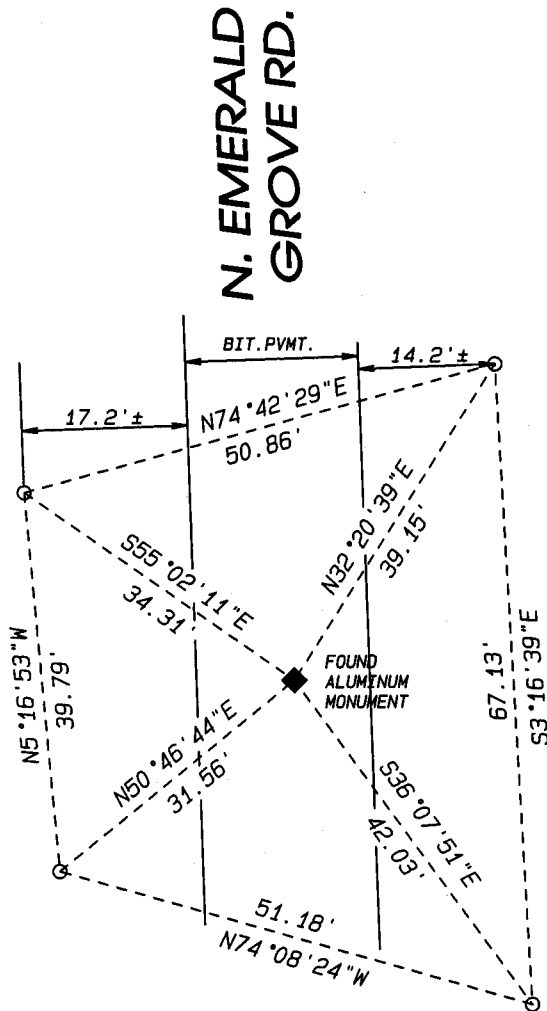 N. EMERALD
GROVE RD.
BIT.PVMT.
17.2'±
14.2'±
N74°42'29"E
50.86'
S55°02'11"E
34.31'
N32°20'39"E
39.15'
N5°16'53"W
39.79'
FOUND
ALUMINUM
MONUMENT
N50°46'44"E
31.56'
67.13'
S3°16'39"E
S36°07'51"E
42.03'
51.18'
N74°08'24"W